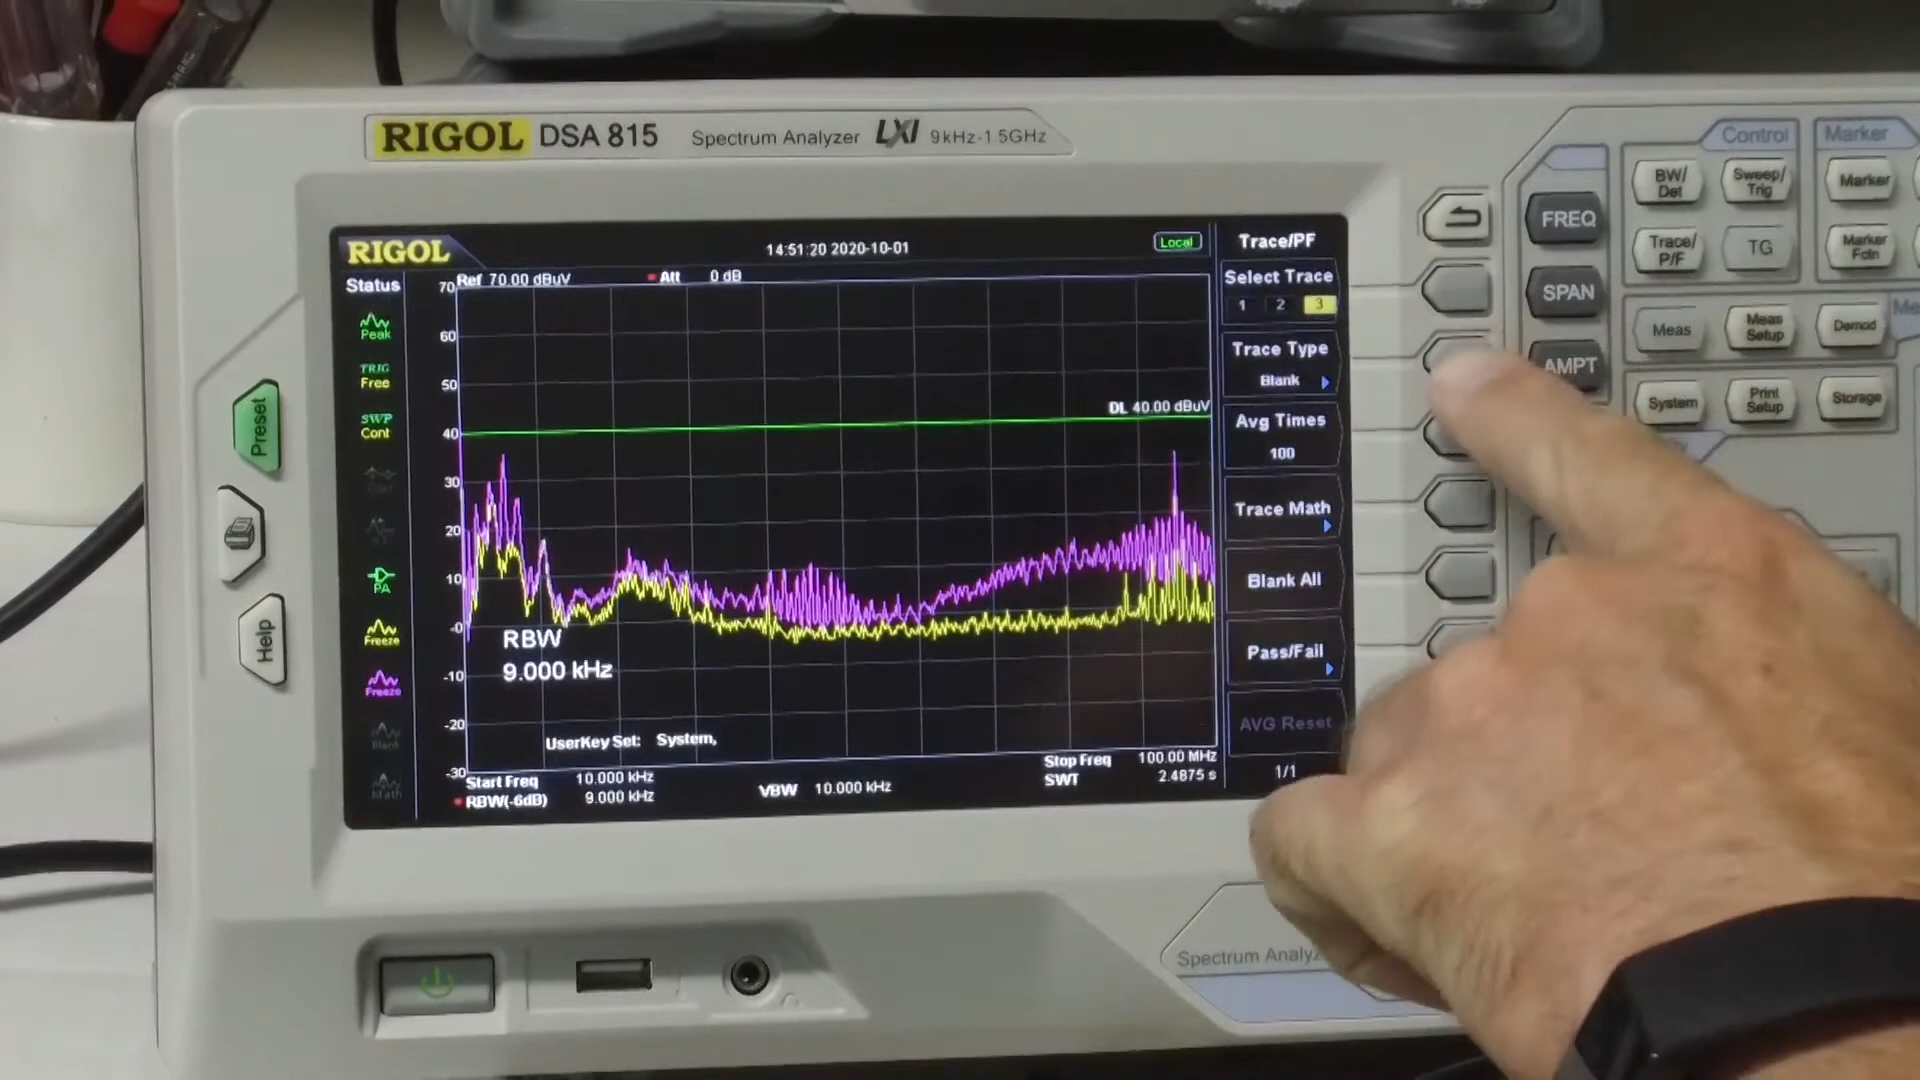 RIGOL DSA 815 Spectrum Analyzer LXI 9kHz-1.5GHz
Control
Marker
BW/
Det
Sweep/
Trig
Marker
FREQ
Trace/
P/F
TG
Marker
Fctn
SPAN
Meas
Meas
Setup
Demod
AMPT
System
Print
Setup
Storage
Preset
Help
RIGOL
14:51:20 2020-10-01
Local
Trace/PF
Status
Ref 70.00 dBuV
Att 0 dB
Select Trace
1 2 3
Peak
TRIG
Free
SWP
Cont
PA
Freeze
Freeze
Blank
Math
70
60
50
40
30
20
10
-0
-10
-20
-30
DL 40.00 dBuV
Trace Type
Blank
Avg Times
100
Trace Math
Blank All
Pass/Fail
AVG Reset
1/1
RBW
9.000 kHz
UserKey Set: System,
Start Freq 10.000 kHz
RBW(-6dB) 9.000 kHz
VBW 10.000 kHz
Stop Freq 100.00 MHz
SWT 2.4875 s
Spectrum Analyz